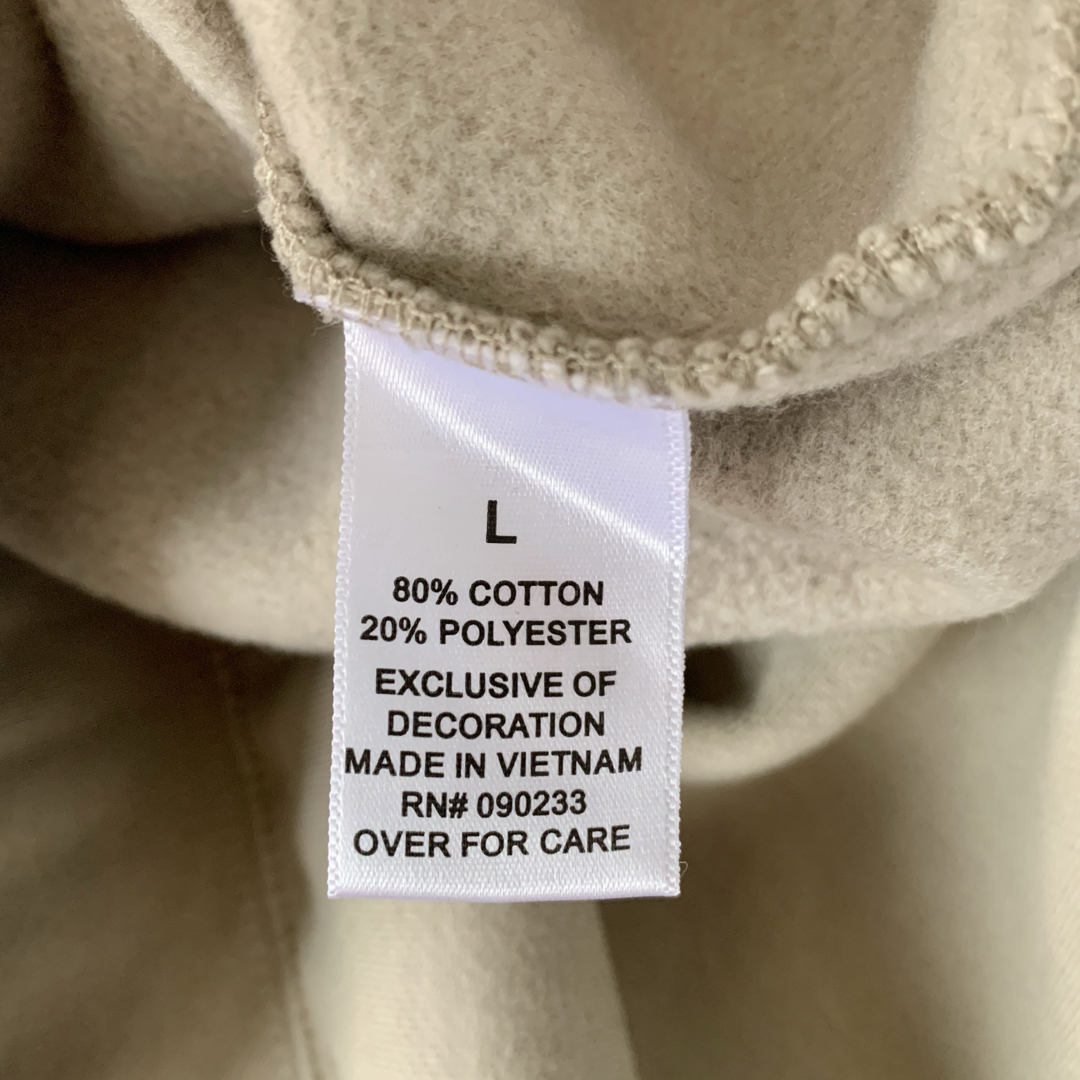 L
80% COTTON
20% POLYESTER
EXCLUSIVE OF
DECORATION
MADE IN VIETNAM
RN# 090233
OVER FOR CARE